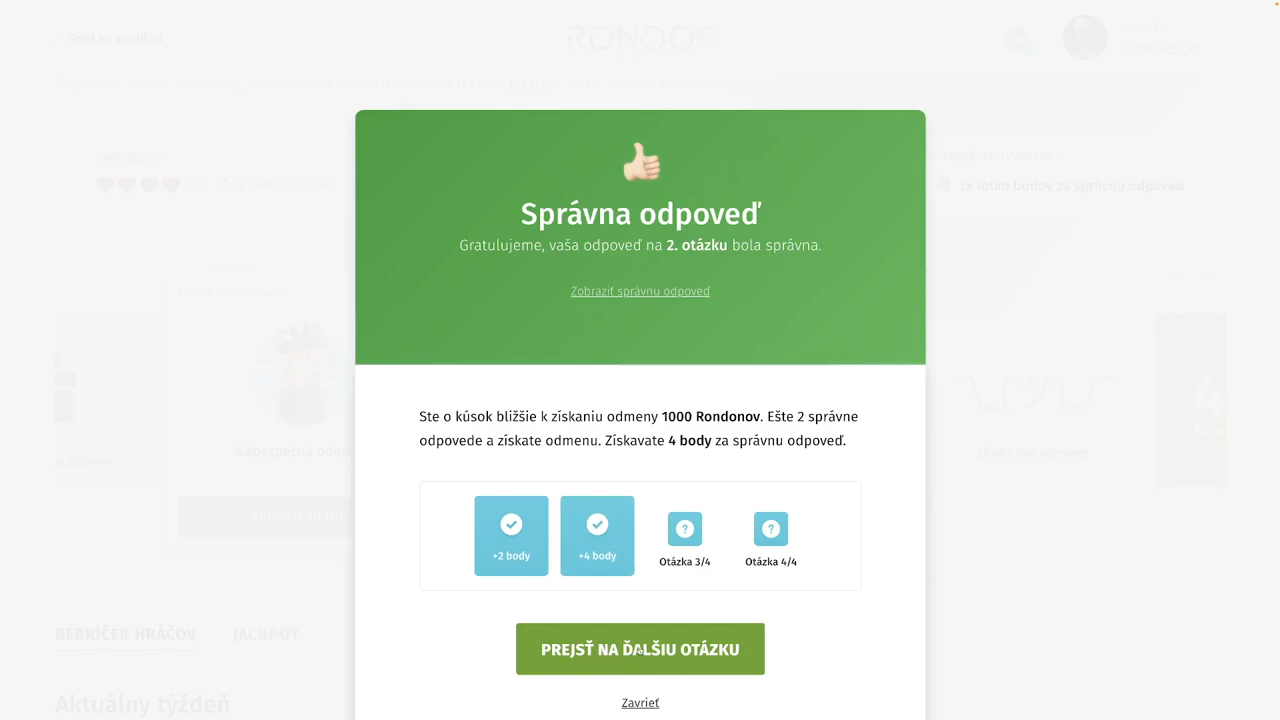 Späť na prehľad
RONDO
Správna odpoveď
Gratulujeme, vaša odpoveď na 2. otázku bola správna.
Zobraziť správnu odpoveď
2x toľko bodov za správnu odpoveď
Ste o kúsok bližšie k získaniu odmeny 1000 Rondonov. Ešte 2 správne
odpovede a získate odmenu. Získavate 4 body za správnu odpoveď.
+2 body
+4 body
Otázka 3/4
Otázka 4/4
¯\_(ツ)_/¯
PREJSŤ NA ĎALŠIU OTÁZKU
Zavrieť
REBRÍČEK HRÁČOV
JACKPOT
Aktuálny týždeň